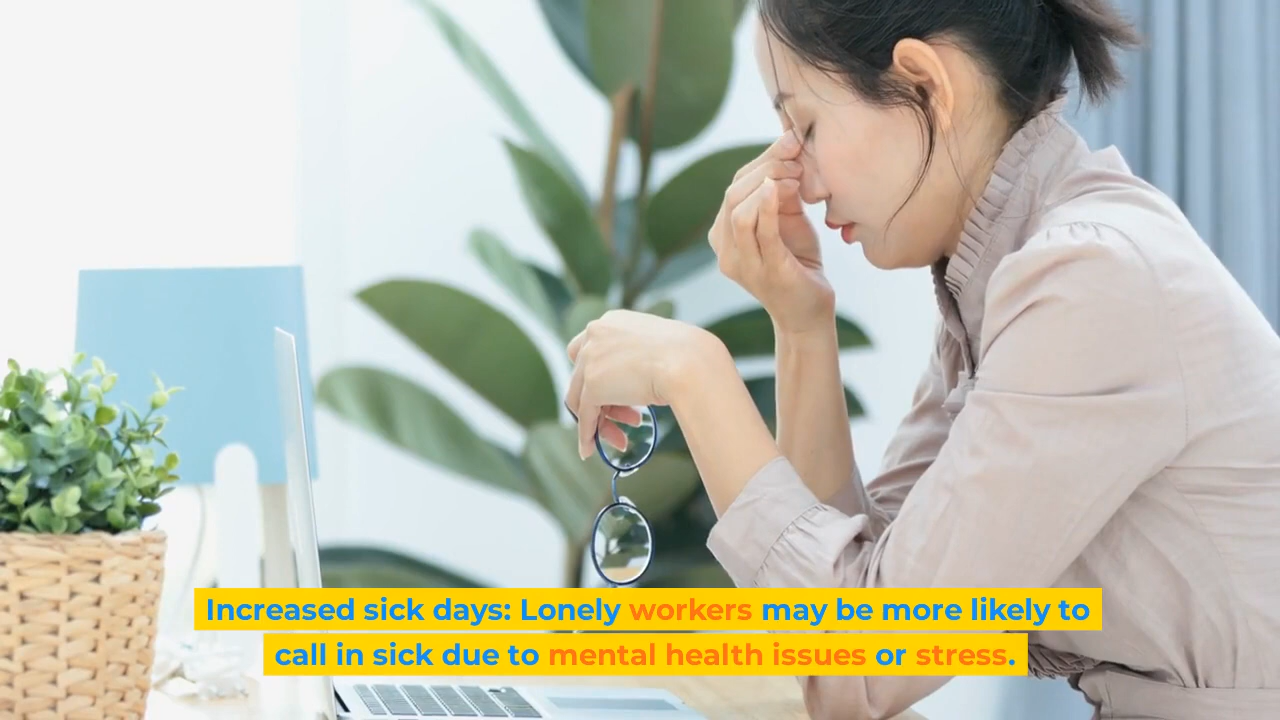 Increased sick days: Lonely workers may be more likely to
call in sick due to mental health issues or stress.